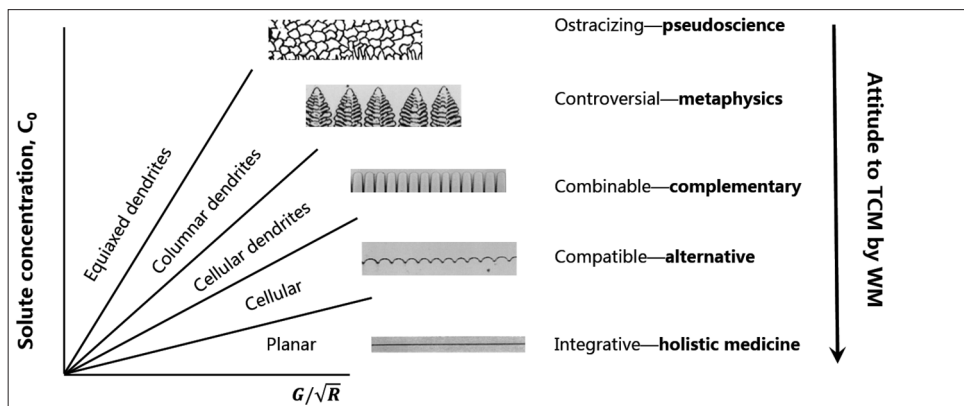 Solute concentration, C₀
Equiaxed dendrites
Columnar dendrites
Cellular dendrites
Cellular
Planar
G/√R
Ostracizing—pseudoscience
Controversial—metaphysics
Combinable—complementary
Compatible—alternative
Integrative—holistic medicine
Attitude to TCM by WM